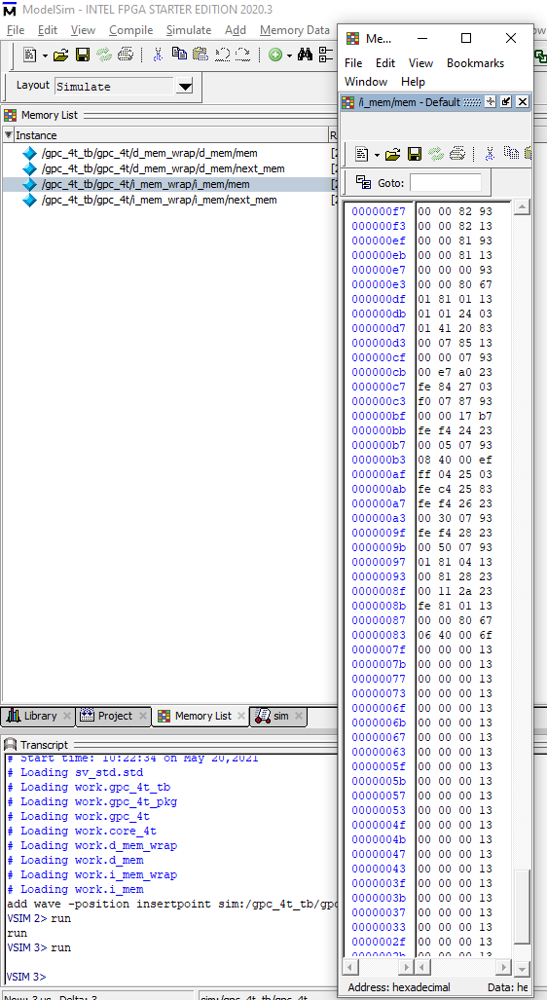 ModelSim - INTEL FPGA STARTER EDITION 2020.3
File Edit View Compile Simulate Add Memory Data
Layout Simulate
Memory List
Instance
/gpc_4t_tb/gpc_4t/d_mem_wrap/d_mem/mem
/gpc_4t_tb/gpc_4t/d_mem_wrap/d_mem/next_mem
/gpc_4t_tb/gpc_4t/i_mem_wrap/i_mem/mem
/gpc_4t_tb/gpc_4t/i_mem_wrap/i_mem/next_mem
Library Project Memory List sim
Transcript
# Start time: 10:22:34 on May 20,2021
# Loading sv_std.std
# Loading work.gpc_4t_tb
# Loading work.gpc_4t_pkg
# Loading work.gpc_4t
# Loading work.core_4t
# Loading work.d_mem_wrap
# Loading work.d_mem
# Loading work.i_mem_wrap
# Loading work.i_mem
add wave -position insertpoint sim:/gpc_4t_tb/gpc
VSIM 2> run
run
VSIM 3> run
VSIM 3>
Me...
File Edit View Bookmarks
Window Help
/i_mem/mem - Default
Goto:
000000f7 00 00 82 93
000000f3 00 00 82 13
000000ef 00 00 81 93
000000eb 00 00 81 13
000000e7 00 00 00 93
000000e3 00 00 80 67
000000df 01 81 01 13
000000db 01 01 24 03
000000d7 01 41 20 83
000000d3 00 07 85 13
000000cf 00 00 07 93
000000cb 00 e7 a0 23
000000c7 fe 84 27 03
000000c3 f0 07 87 93
000000bf 00 00 17 b7
000000bb fe f4 24 23
000000b7 00 05 07 93
000000b3 08 40 00 ef
000000af ff 04 25 03
000000ab fe c4 25 83
000000a7 fe f4 26 23
000000a3 00 30 07 93
0000009f fe f4 28 23
0000009b 00 50 07 93
00000097 01 81 04 13
00000093 00 81 28 23
0000008f 00 11 2a 23
0000008b fe 81 01 13
00000087 00 00 80 67
00000083 06 40 00 6f
0000007f 00 00 00 13
0000007b 00 00 00 13
00000077 00 00 00 13
00000073 00 00 00 13
0000006f 00 00 00 13
0000006b 00 00 00 13
00000067 00 00 00 13
00000063 00 00 00 13
0000005f 00 00 00 13
0000005b 00 00 00 13
00000057 00 00 00 13
00000053 00 00 00 13
0000004f 00 00 00 13
0000004b 00 00 00 13
00000047 00 00 00 13
00000043 00 00 00 13
0000003f 00 00 00 13
0000003b 00 00 00 13
00000037 00 00 00 13
00000033 00 00 00 13
0000002f 00 00 00 13
0000002b 00 00 00 13
Address: hexadecimal Data: he